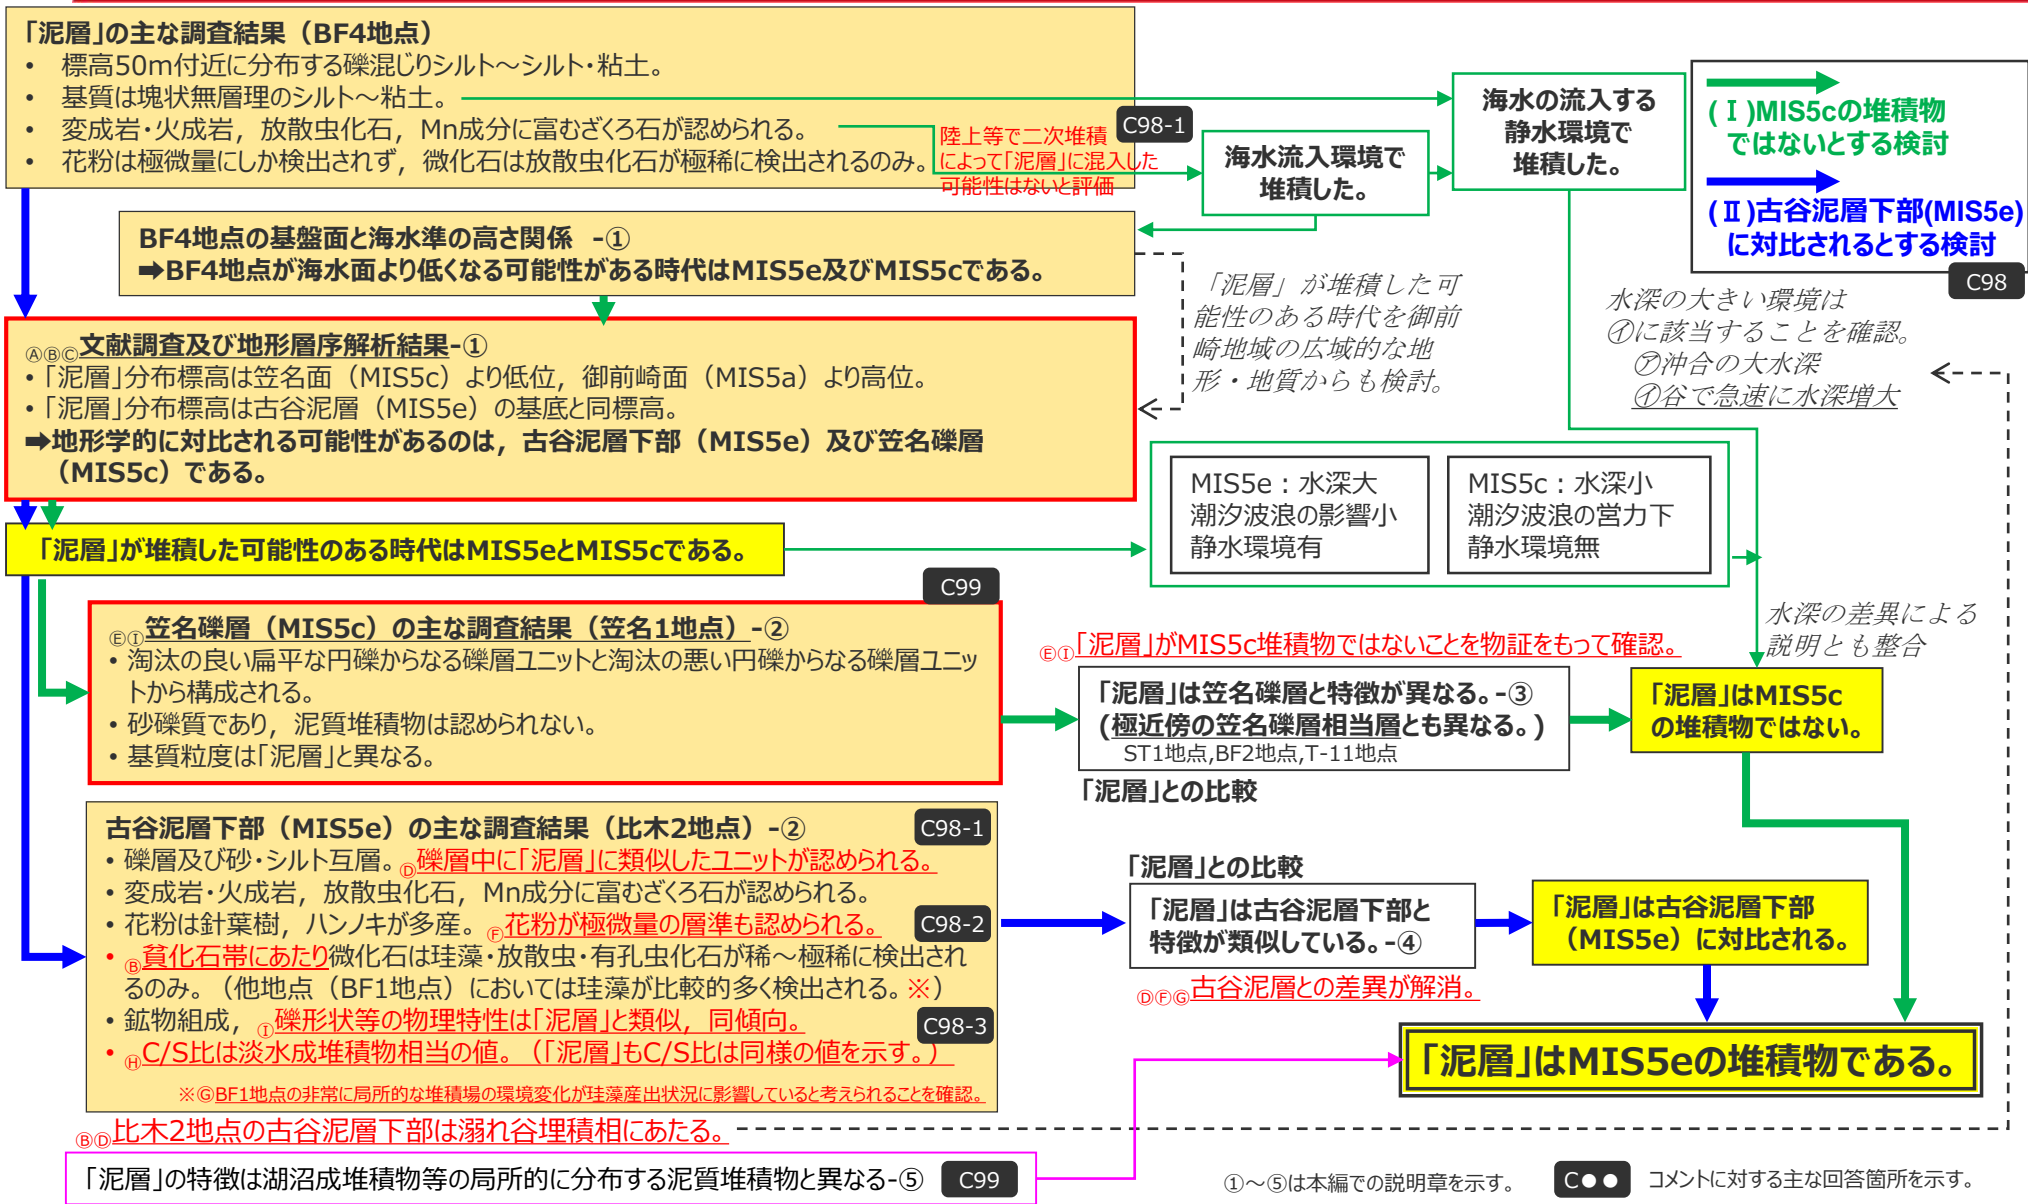 「泥層」の主な調査結果（BF4地点）
• 標高50m付近に分布する礫混じりシルト～シルト・粘土。
• 基質は塊状無層理のシルト～粘土。
• 変成岩・火成岩，放散虫化石，Mn成分に富むざくろ石が認められる。
• 花粉は極微量にしか検出されず，微化石は放散虫化石が極稀に検出されるのみ。
C98-1
陸上等で二次堆積
によって「泥層」に混入した
可能性はないと評価
海水流入環境で
堆積した。
海水の流入する
静水環境で
堆積した。
(Ⅰ)MIS5cの堆積物
ではないとする検討
(Ⅱ)古谷泥層下部(MIS5e)
に対比されるとする検討
C98
BF4地点の基盤面と海水準の高さ関係 -①
➡BF4地点が海水面より低くなる可能性がある時代はMIS5e及びMIS5cである。
「泥層」が堆積した可
能性のある時代を御前
崎地域の広域的な地
形・地質からも検討。
水深の大きい環境は
㋑に該当することを確認。
㋐沖合の大水深
㋑谷で急速に水深増大
ⒶⒷⒸ文献調査及び地形層序解析結果-①
• 「泥層」分布標高は笠名面（MIS5c）より低位，御前崎面（MIS5a）より高位。
• 「泥層」分布標高は古谷泥層（MIS5e）の基底と同標高。
➡地形学的に対比される可能性があるのは，古谷泥層下部（MIS5e）及び笠名礫層
（MIS5c）である。
MIS5e：水深大
潮汐波浪の影響小
静水環境有
MIS5c：水深小
潮汐波浪の営力下
静水環境無
「泥層」が堆積した可能性のある時代はMIS5eとMIS5cである。
水深の差異による
説明とも整合
C99
ⒺⒾ笠名礫層（MIS5c）の主な調査結果（笠名1地点）-②
• 淘汰の良い扁平な円礫からなる礫層ユニットと淘汰の悪い円礫からなる礫層ユニッ
トから構成される。
• 砂礫質であり，泥質堆積物は認められない。
• 基質粒度は「泥層」と異なる。
ⒺⒾ「泥層」がMIS5c堆積物ではないことを物証をもって確認。
「泥層」は笠名礫層と特徴が異なる。-③
(極近傍の笠名礫層相当層とも異なる。)
ST1地点,BF2地点,T-11地点
「泥層」との比較
「泥層」はMIS5c
の堆積物ではない。
古谷泥層下部（MIS5e）の主な調査結果（比木2地点）-②
C98-1
• 礫層及び砂・シルト互層。Ⓓ礫層中に「泥層」に類似したユニットが認められる。
• 変成岩・火成岩，放散虫化石，Mn成分に富むざくろ石が認められる。
• 花粉は針葉樹，ハンノキが多産。Ⓕ花粉が極微量の層準も認められる。
C98-2
• Ⓑ貧化石帯にあたり微化石は珪藻・放散虫・有孔虫化石が稀～極稀に検出され
るのみ。（他地点（BF1地点）においては珪藻が比較的多く検出される。※）
• 鉱物組成，Ⓘ礫形状等の物理特性は「泥層」と類似，同傾向。
C98-3
• ⒽC/S比は淡水成堆積物相当の値。（「泥層」もC/S比は同様の値を示す。）
※ⒼBF1地点の非常に局所的な堆積場の環境変化が珪藻産出状況に影響していると考えられることを確認。
「泥層」との比較
「泥層」は古谷泥層下部と
特徴が類似している。-④
ⒹⒻⒼ古谷泥層との差異が解消。
「泥層」は古谷泥層下部
（MIS5e）に対比される。
「泥層」はMIS5eの堆積物である。
ⒷⒹ比木2地点の古谷泥層下部は溺れ谷埋積相にあたる。
「泥層」の特徴は湖沼成堆積物等の局所的に分布する泥質堆積物と異なる-⑤
C99
①～⑤は本編での説明章を示す。
C●● コメントに対する主な回答箇所を示す。